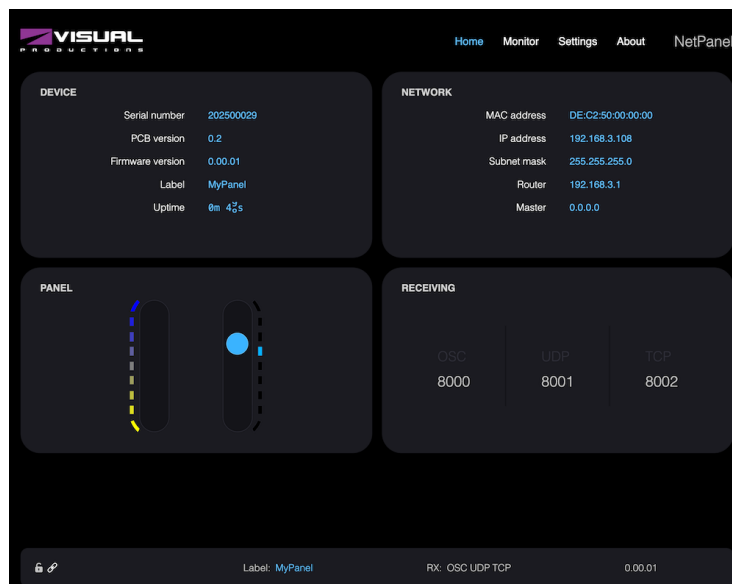 VISUAL
PRODUCTIONS
Home Monitor Settings About NetPanel
DEVICE
Serial number 202500029
PCB version 0.2
Firmware version 0.00.01
Label MyPanel
Uptime 0m
NETWORK
MAC address DE:C2:50:00:00:00
IP address 192.168.3.108
Subnet mask 255.255.255.0
Router 192.168.3.1
Master 0.0.0.0
PANEL
RECEIVING
OSC UDP TCP
8000 8001 8002
Label: MyPanel RX: OSC UDP TCP 0.00.01